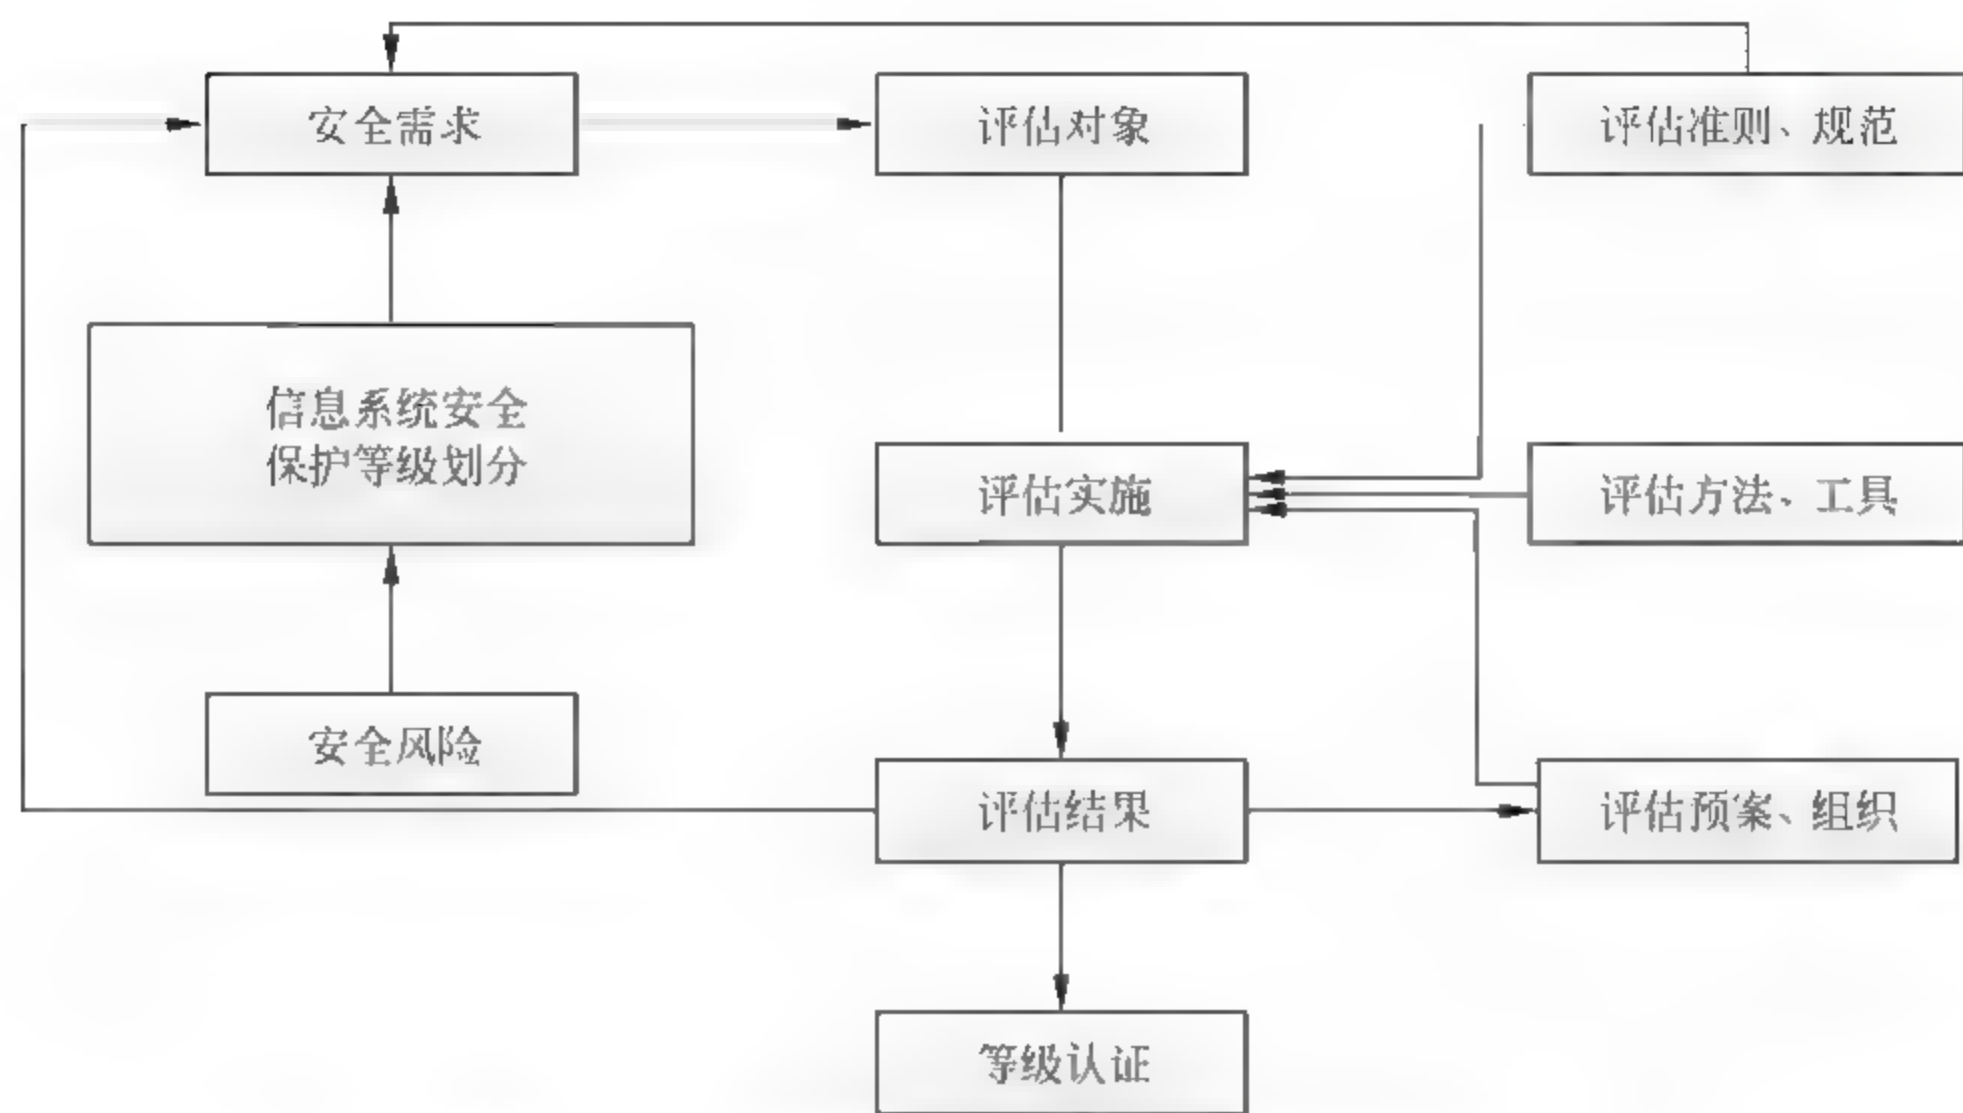 安全需求
评估对象
评估准则、规范
信息系统安全
保护等级划分
评估实施
评估方法、工具
安全风险
评估结果
评估预案、组织
等级认证